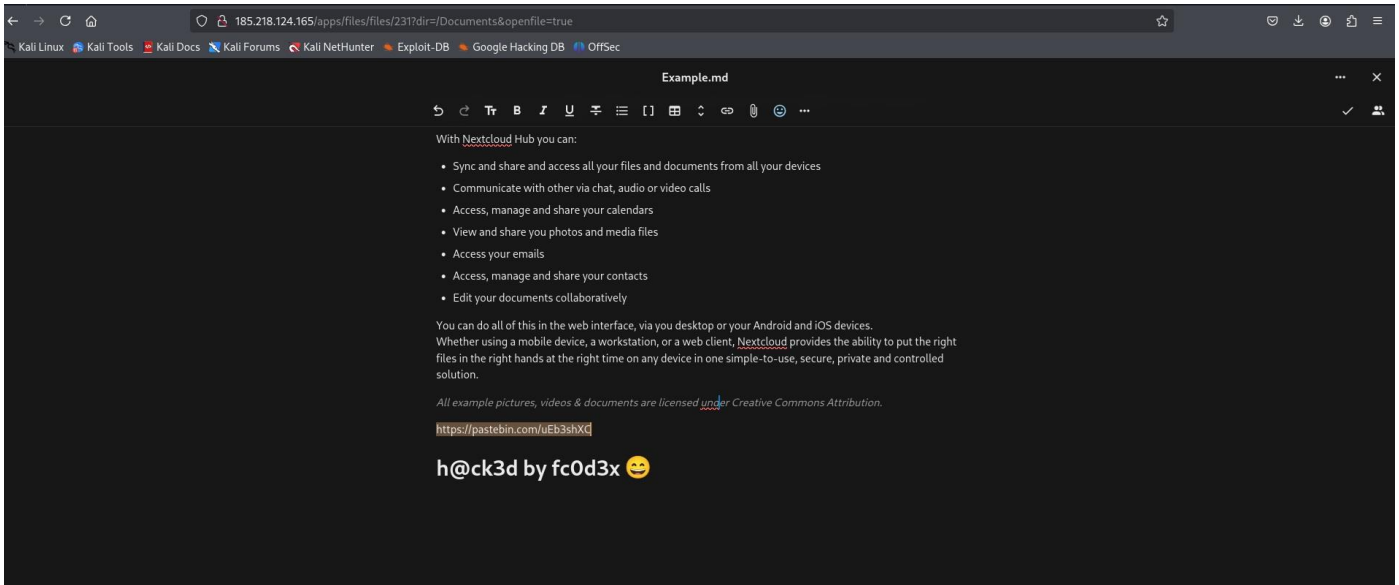 185.218.124.165/apps/files/files/231?dir=/Documents&openfile=true
Kali Linux Kali Tools Kali Docs Kali Forums Kali NetHunter Exploit-DB Google Hacking DB OffSec
Example.md
Tт B I U
With Nextcloud Hub you can:
• Sync and share and access all your files and documents from all your devices
• Communicate with other via chat, audio or video calls
• Access, manage and share your calendars
• View and share you photos and media files
• Access your emails
• Access, manage and share your contacts
• Edit your documents collaboratively
You can do all of this in the web interface, via you desktop or your Android and iOS devices.
Whether using a mobile device, a workstation, or a web client, Nextcloud provides the ability to put the right
files in the right hands at the right time on any device in one simple-to-use, secure, private and controlled
solution.
All example pictures, videos & documents are licensed under Creative Commons Attribution.
https://pastebin.com/uEb3shXC
h@ck3d by fc0d3x 😄